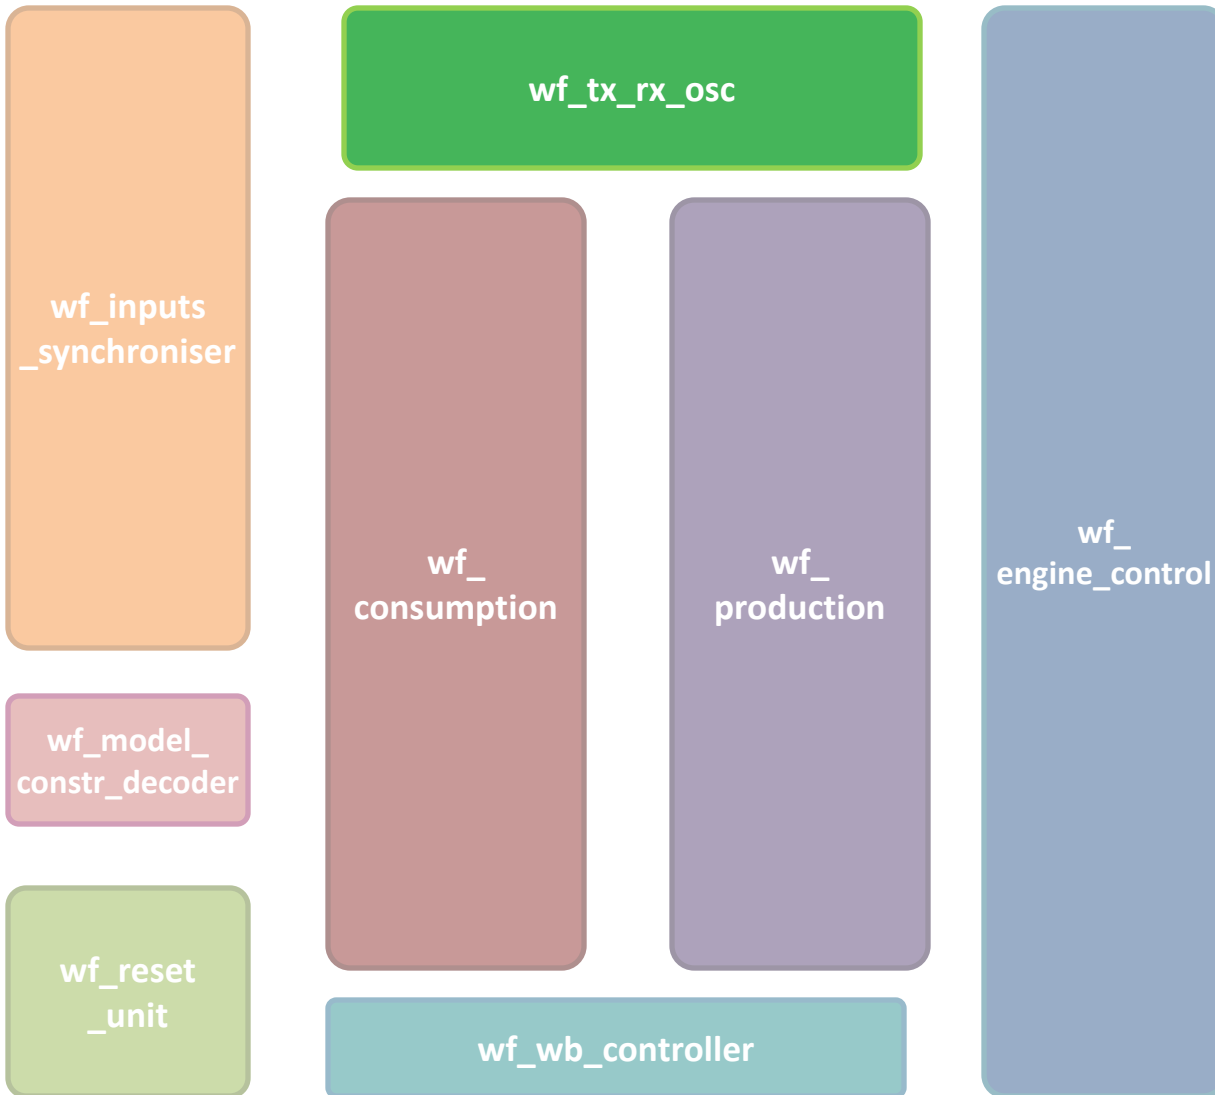 wf_tx_rx_osc
wf_inputs
_synchroniser
wf_
consumption
wf_
production
wf_
engine_control
wf_model_
constr_decoder
wf_reset
_unit
wf_wb_controller